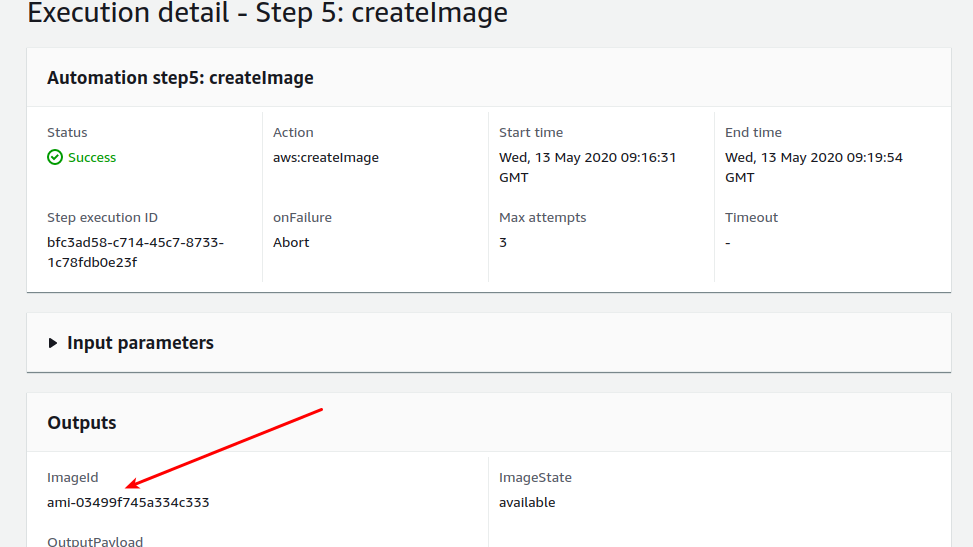 Execution detail - Step 5: createImage
Automation step5: createImage
Status
Success
Action
aws:createImage
Start time
Wed, 13 May 2020 09:16:31
GMT
End time
Wed, 13 May 2020 09:19:54
GMT
Step execution ID
bfc3ad58-c714-45c7-8733-
1c78fdb0e23f
onFailure
Abort
Max attempts
3
Timeout
-
Input parameters
Outputs
ImageId
ami-03499f745a334c333
ImageState
available
OutputPayload